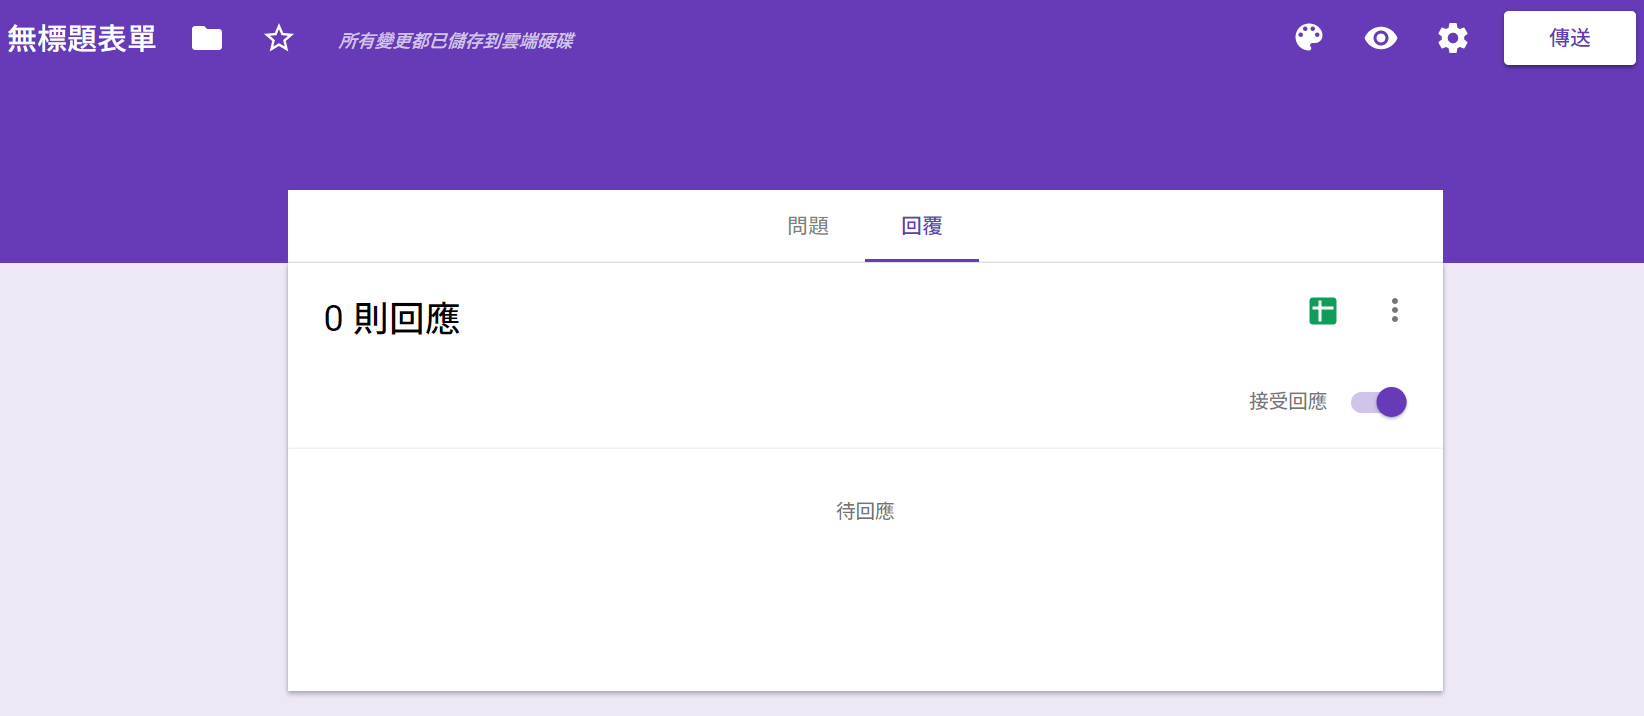 無標題表單
所有變更都已儲存到雲端硬碟
傳送
問題
回覆
0 則回應
接受回應
待回應